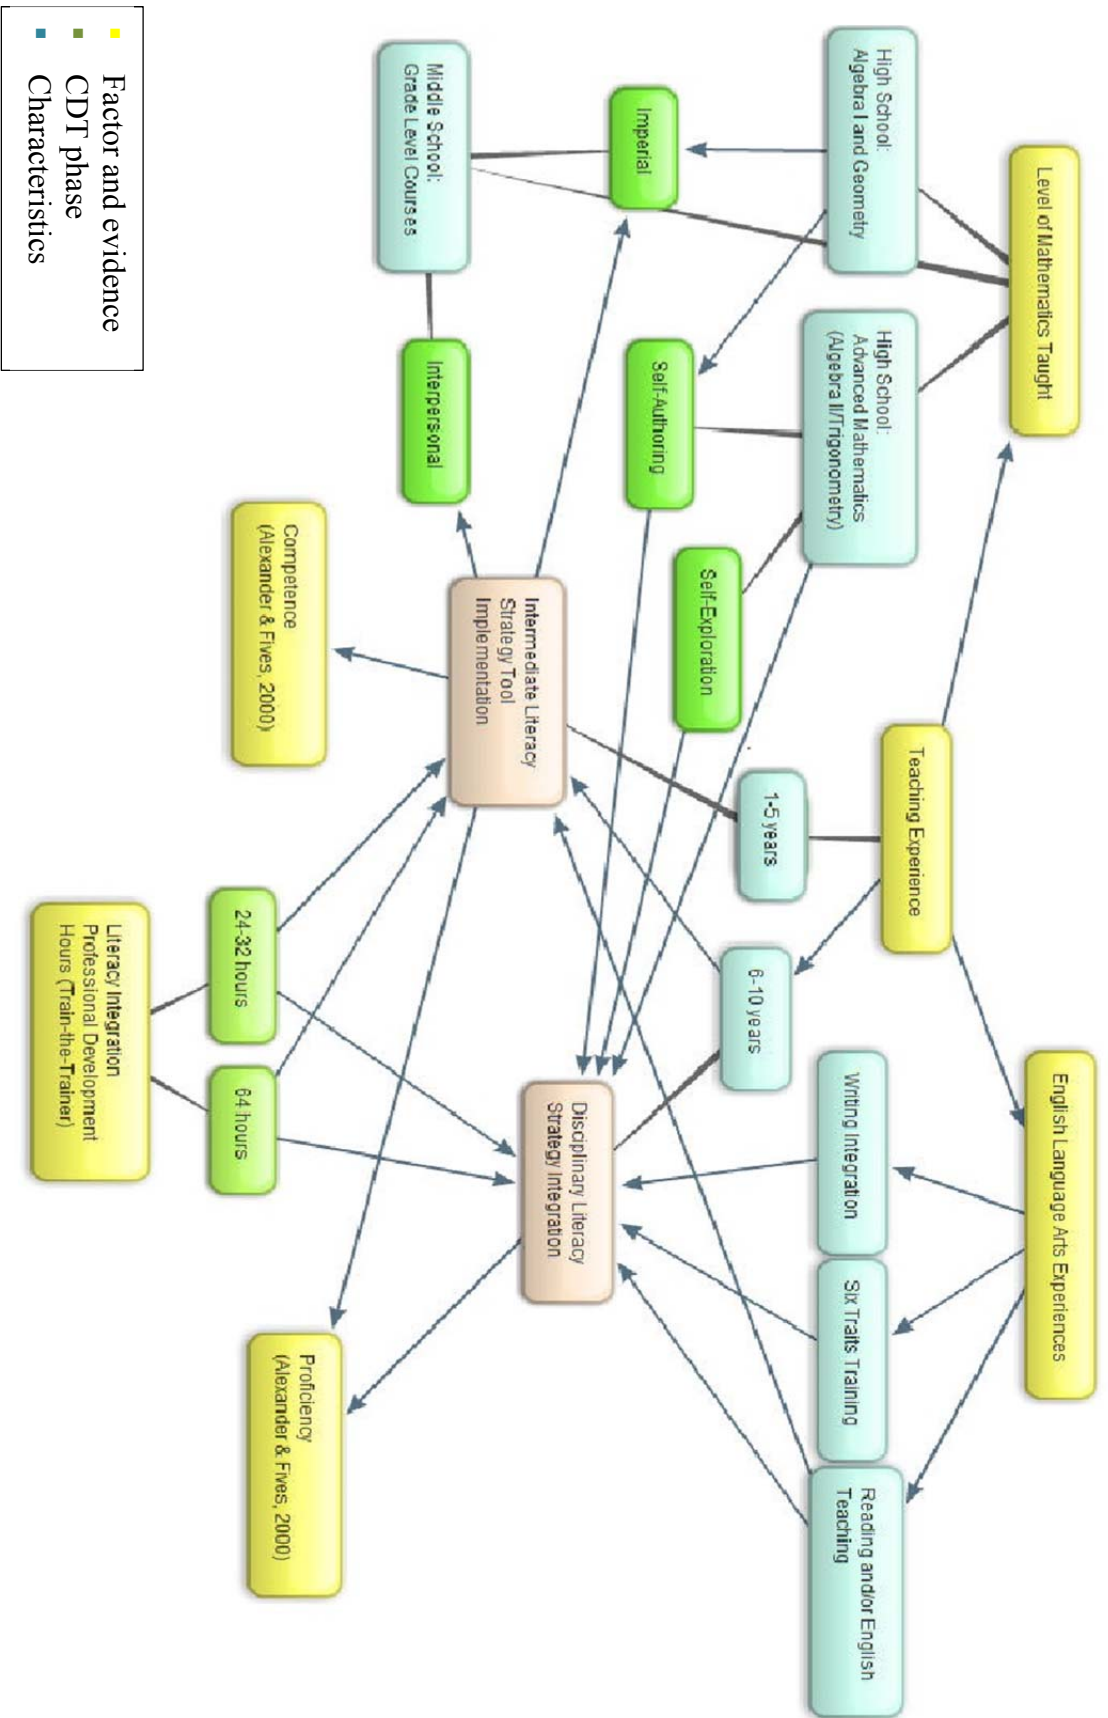 Level of Mathematics Taught
Teaching Experience
English Language Arts Experiences
High School:
Algebra I and Geometry
High School:
Advanced Mathematics
(Algebra II/Trigonometry)
1-5 years
6-10 years
Writing Integration
Six Traits Training
Reading and/or English
Teaching
Imperial
Self-Authoring
Self-Exploration
Middle School:
Grade Level Courses
Interpersonal
Intermediate Literacy
Strategy Tool
Implementation
Disciplinary Literacy
Strategy Integration
Competence
(Alexander & Fives, 2000)
24-32 hours
64 hours
Proficiency
(Alexander & Fives, 2000)
Literacy Integration
Professional Development
Hours (Train-the-Trainer)
Factor and evidence
CDT phase
Characteristics